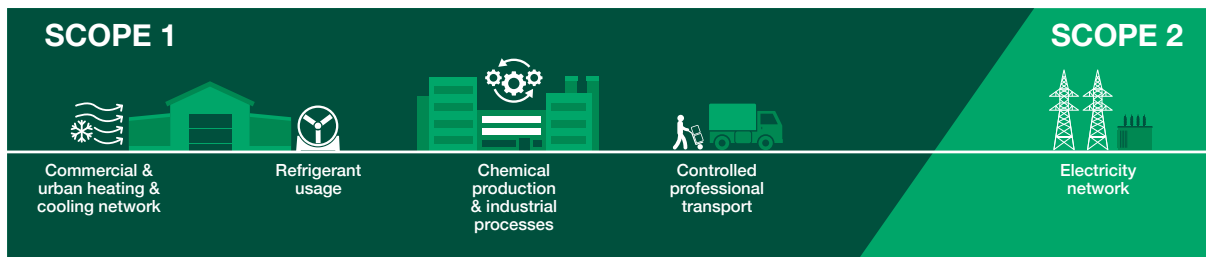 SCOPE 1
SCOPE 2
Commercial &
urban heating &
cooling network
Refrigerant
usage
Chemical
production
& industrial
processes
Controlled
professional
transport
Electricity
network